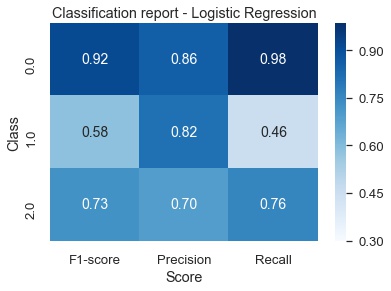 Classification report - Logistic Regression
Class
0.0
0.92 0.86 0.98
1.0
0.58 0.82 0.46
2.0
0.73 0.70 0.76
F1-score Precision Recall
Score
0.90
0.75
0.60
0.45
0.30